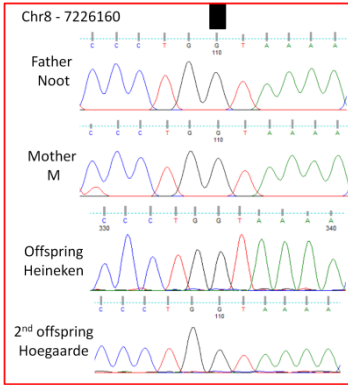 Chr8 - 7226160
C C C T G G T A A A A
110
Father
Noot
C C C T G G T A A A A
110
Mother
M
C C C T G G T A A A A
330 340
Offspring
Heineken
C C C T G G T A A A A
110
2nd offspring
Hoegaarde